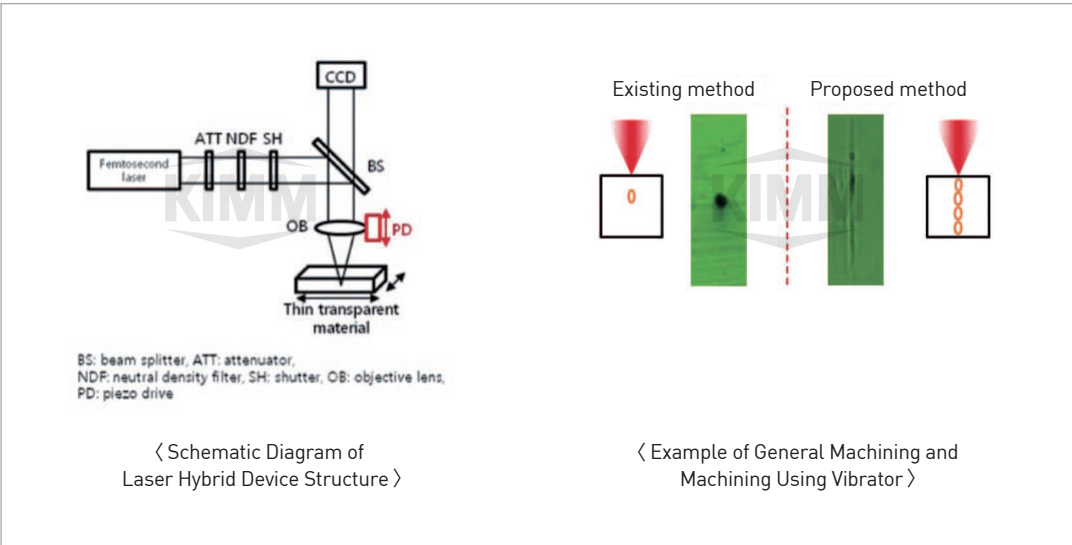 CCD
ATT NDF SH
BS
Femtosecond
laser
KIMM
OB
PD
Thin transparent
material
BS: beam splitter, ATT: attenuator,
NDF: neutral density filter, SH: shutter, OB: objective lens,
PD: piezo drive
〈 Schematic Diagram of
Laser Hybrid Device Structure 〉
Existing method
Proposed method
KIMM
〈 Example of General Machining and
Machining Using Vibrator 〉